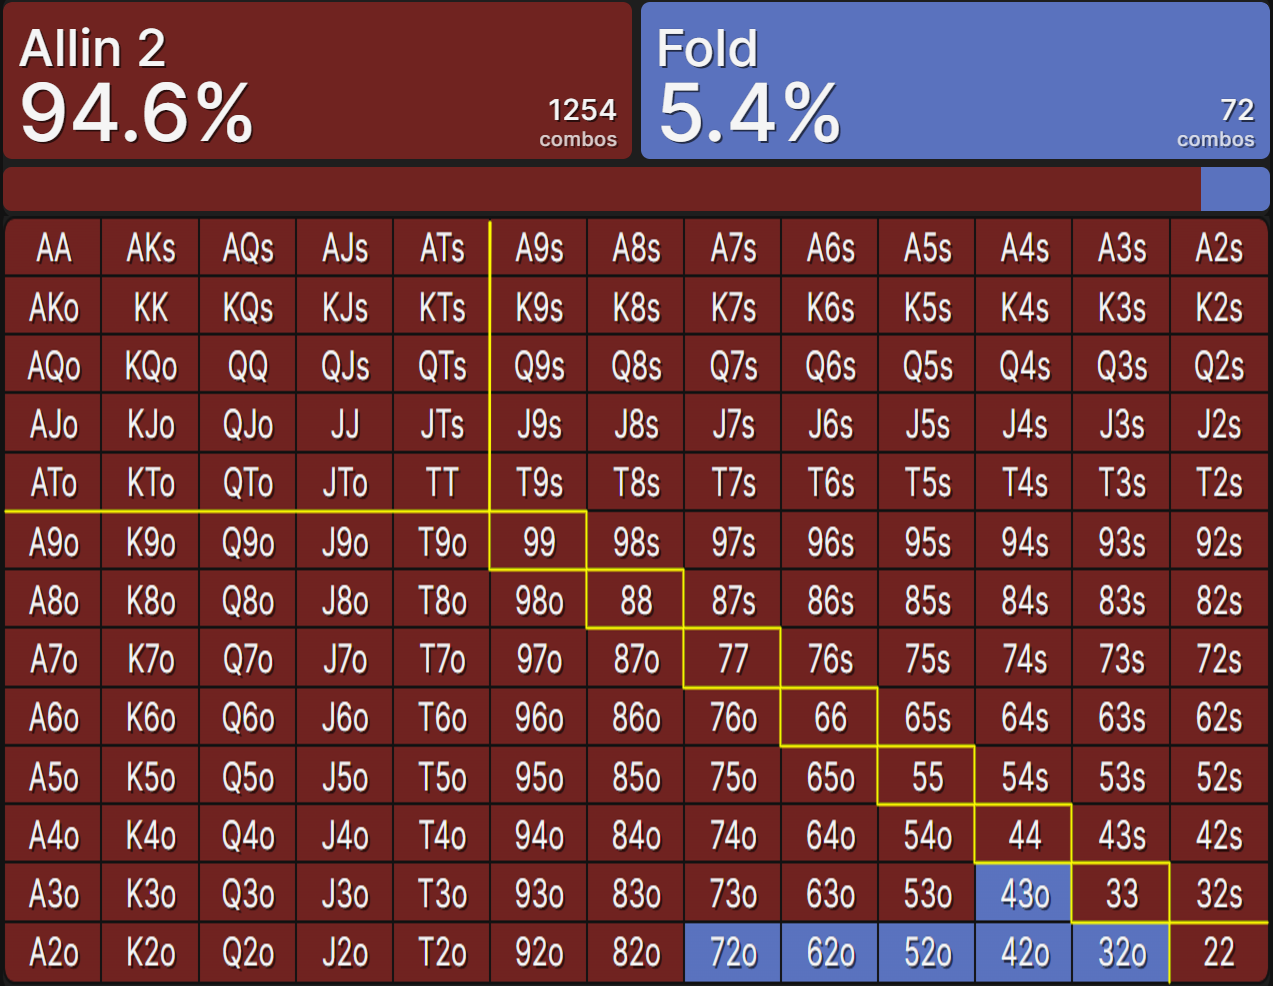 Allin 2
94.6%
1254
combos
Fold
5.4%
72
combos
AA AKs AQs AJs ATs A9s A8s A7s A6s A5s A4s A3s A2s
AKo KK KQs KJs KTs K9s K8s K7s K6s K5s K4s K3s K2s
AQo KQo QQ QJs QTs Q9s Q8s Q7s Q6s Q5s Q4s Q3s Q2s
AJo KJo QJo JJ JTs J9s J8s J7s J6s J5s J4s J3s J2s
ATo KTo QTo JTo TT T9s T8s T7s T6s T5s T4s T3s T2s
A9o K9o Q9o J9o T9o 99 98s 97s 96s 95s 94s 93s 92s
A8o K8o Q8o J8o T8o 98o 88 87s 86s 85s 84s 83s 82s
A7o K7o Q7o J7o T7o 97o 87o 77 76s 75s 74s 73s 72s
A6o K6o Q6o J6o T6o 96o 86o 76o 66 65s 64s 63s 62s
A5o K5o Q5o J5o T5o 95o 85o 75o 65o 55 54s 53s 52s
A4o K4o Q4o J4o T4o 94o 84o 74o 64o 54o 44 43s 42s
A3o K3o Q3o J3o T3o 93o 83o 73o 63o 53o 43o 33 32s
A2o K2o Q2o J2o T2o 92o 82o 72o 62o 52o 42o 32o 22